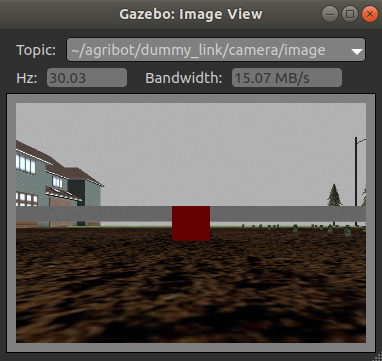 Gazebo: Image View
Topic: ~/agribot/dummy_link/camera/image
Hz: 30.03 Bandwidth: 15.07 MB/s